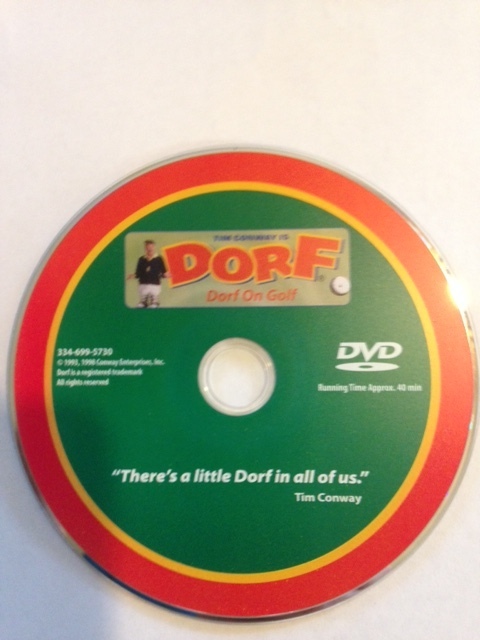 TIM CONWAY IS
DORF®
Dorf On Golf
334-699-5730
© 1993, 1998 Conway Enterprises, Inc.
Dorf is a registered trademark
All rights reserved
DVD
Running Time Approx. 40 min
“There's a little Dorf in all of us.”
Tim Conway